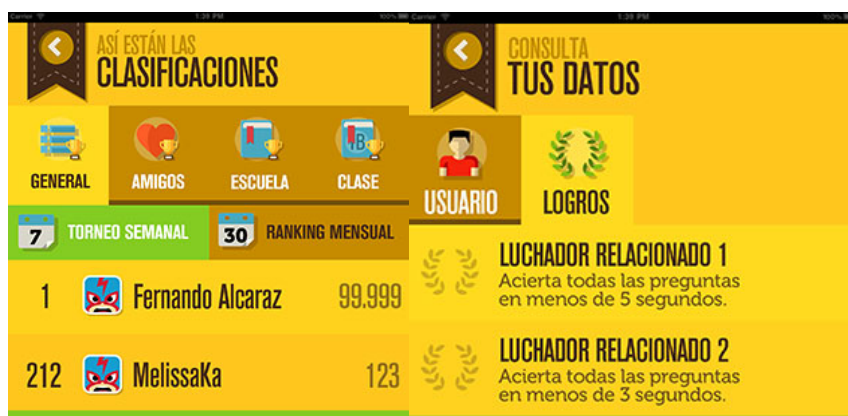 Carrier 1:39 PM 100%
ASÍ ESTÁN LAS
CLASIFICACIONES
GENERAL AMIGOS ESCUELA CLASE
7 TORNEO SEMANAL 30 RANKING MENSUAL
1 Fernando Alcaraz 99.999
212 MelissaKa 123
Carrier 1:39 PM 100%
CONSULTA
TUS DATOS
USUARIO LOGROS
LUCHADOR RELACIONADO 1
Acierta todas las preguntas
en menos de 5 segundos.
LUCHADOR RELACIONADO 2
Acierta todas las preguntas
en menos de 3 segundos.